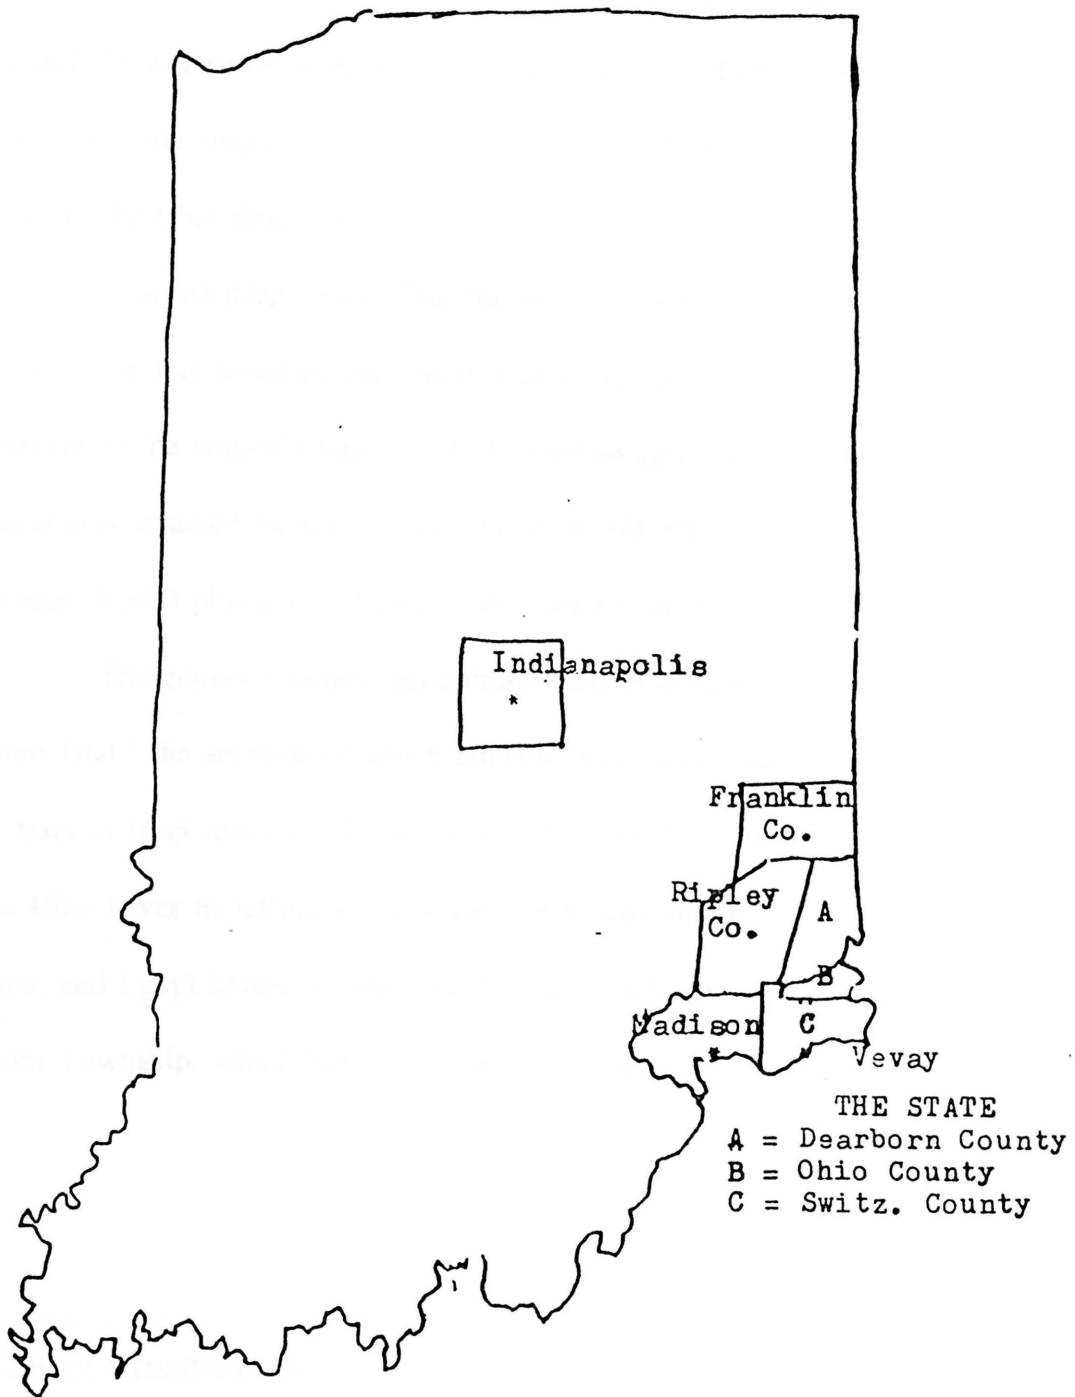 Indianapolis
*
Franklin
Co.
Ripley
Co.
A
B
Madison
C
Vevay
THE STATE
A = Dearborn County
B = Ohio County
C = Switz. County